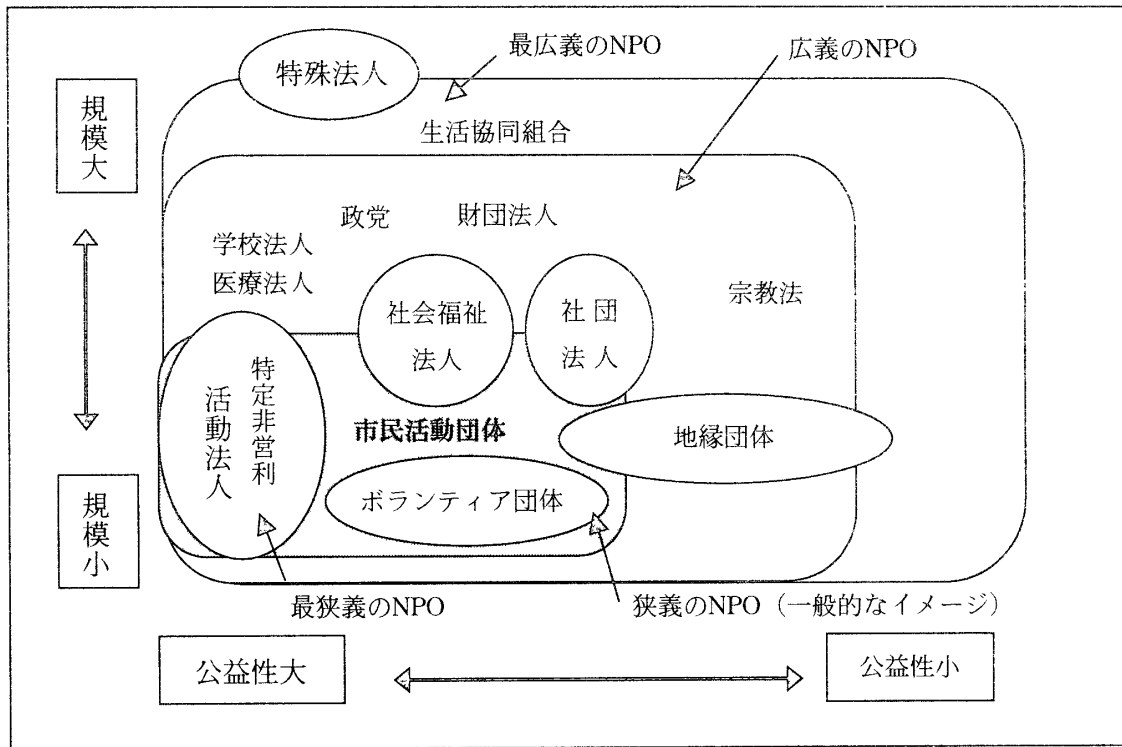 最広義のNPO
広義のNPO
特殊法人
規模大
生活協同組合
政党
財団法人
学校法人
医療法人
宗教法
社会福祉
法人
社団
法人
特定非営利
活動法人
市民活動団体
地縁団体
ボランティア団体
規模小
最狭義のNPO
狭義のNPO（一般的なイメージ）
公益性大
公益性小